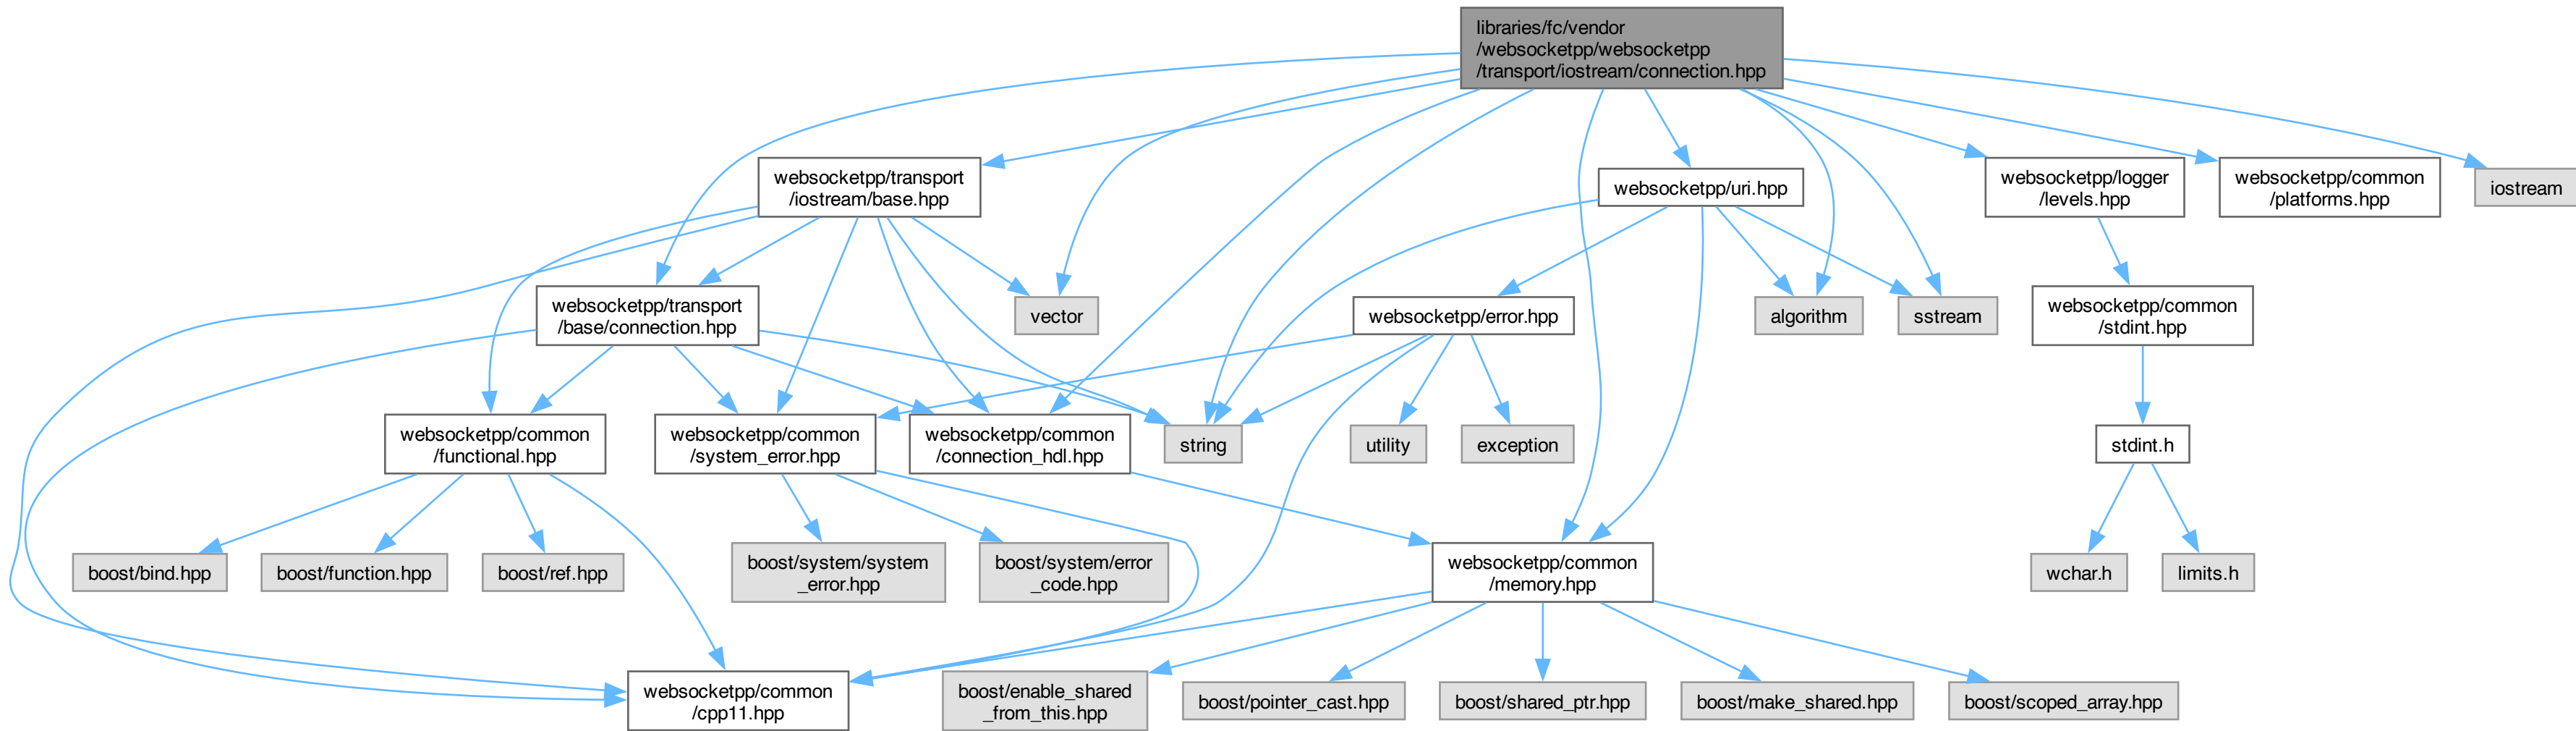 libraries/fc/vendor
/websocketpp/websocketpp
/transport/iostream/connection.hpp
websocketpp/transport
/iostream/base.hpp
websocketpp/uri.hpp
websocketpp/logger
/levels.hpp
websocketpp/common
/platforms.hpp
iostream
websocketpp/transport
/base/connection.hpp
vector
websocketpp/error.hpp
algorithm
sstream
websocketpp/common
/stdint.hpp
websocketpp/common
/functional.hpp
websocketpp/common
/system_error.hpp
websocketpp/common
/connection_hdl.hpp
string
utility
exception
stdint.h
boost/bind.hpp
boost/function.hpp
boost/ref.hpp
boost/system/system
_error.hpp
boost/system/error
_code.hpp
websocketpp/common
/memory.hpp
wchar.h
limits.h
websocketpp/common
/cpp11.hpp
boost/enable_shared
_from_this.hpp
boost/pointer_cast.hpp
boost/shared_ptr.hpp
boost/make_shared.hpp
boost/scoped_array.hpp